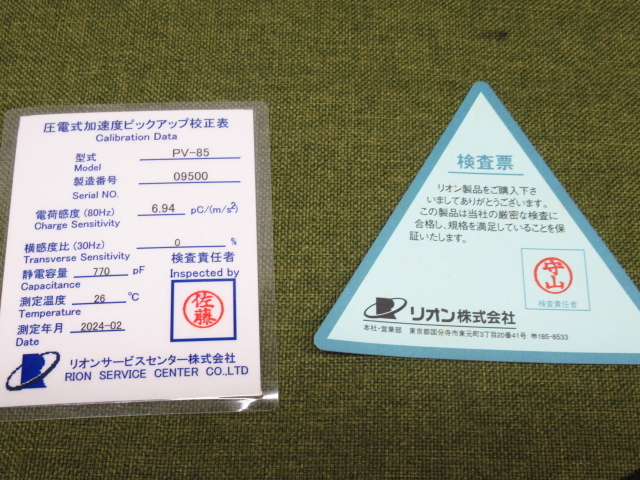 圧電式加速度ピックアップ校正表
Calibration Data
型式 PV-85
Model
製造番号 09500
Serial NO.
電荷感度 (80Hz) 6.94 pC/(m/s²)
Charge Sensitivity
横感度比 (30Hz) 0 %
Transverse Sensitivity
検査責任者
静電容量 770 pF
Inspected by
Capacitance
測定温度 26 ℃
Temperature
佐藤
測定年月 2024-02
Date
リオンサービスセンター株式会社
RION SERVICE CENTER CO.,LTD
検査票
リオン製品をご購入下さ
いましてありがとうございます。
この製品は当社の厳密な検査に
合格し、規格を満足していることを保
証いたします。
守山
検査責任者
リオン株式会社
本社・営業部 東京都国分寺市東元町3丁目20番41号 〒185-8533